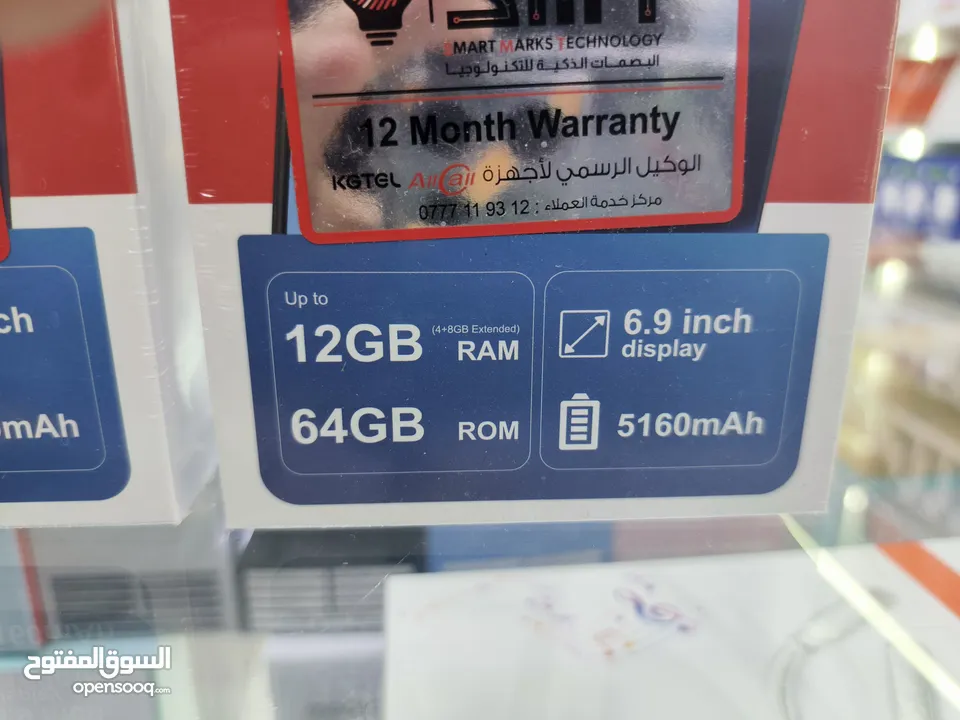 SMART MARKS TECHNOLOGY
البصمات الذكية للتكنولوجيا
12 Month Warranty
الوكيل الرسمي لأجهزة KGTEL AllCall
مركز خدمة العملاء : 0777 11 93 12
Up to
12GB (4+8GB Extended) RAM
64GB ROM
6.9 inch
display
5160mAh
ch
mAh
السوق المفتوح
opensooq.com